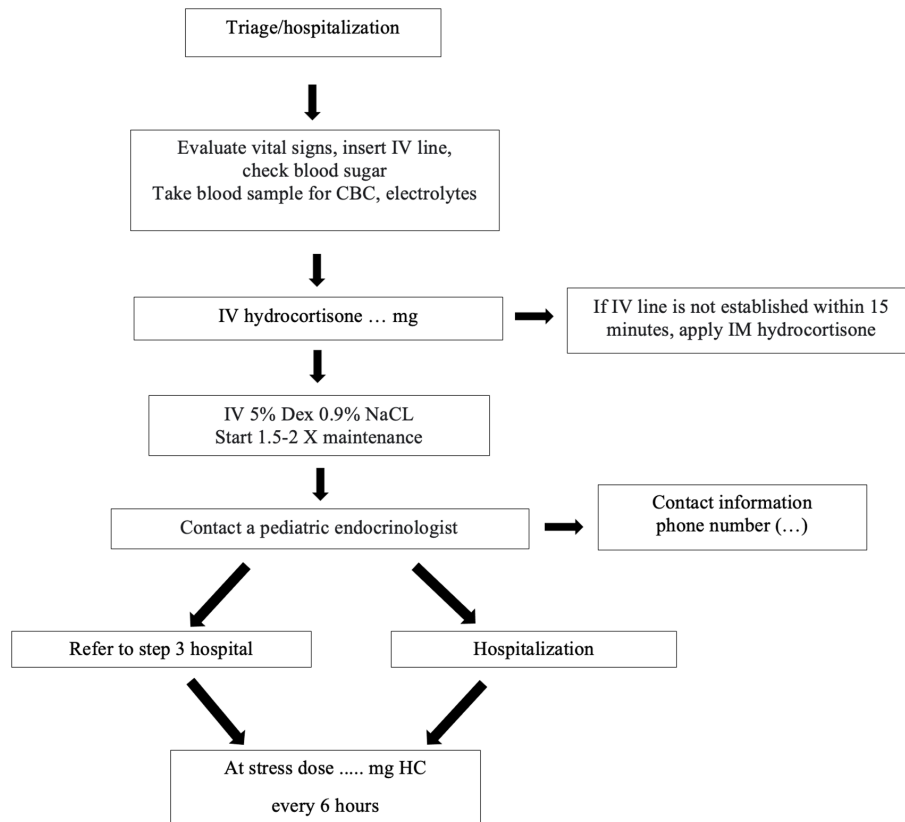 Triage/hospitalization
Evaluate vital signs, insert IV line,
check blood sugar
Take blood sample for CBC, electrolytes
IV hydrocortisone … mg
If IV line is not established within 15
minutes, apply IM hydrocortisone
IV 5% Dex 0.9% NaCL
Start 1.5-2 X maintenance
Contact a pediatric endocrinologist
Contact information
phone number (…)
Refer to step 3 hospital
Hospitalization
At stress dose ..... mg HC
every 6 hours